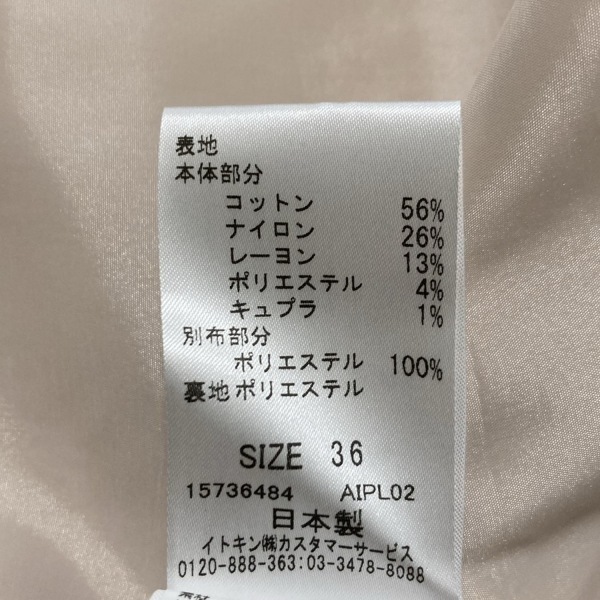 表地
本体部分
コットン 56%
ナイロン 26%
レーヨン 13%
ポリエステル 4%
キュプラ 1%
別布部分
ポリエステル 100%
裏地 ポリエステル
SIZE 36
15736484 AIPL02
日本製
イトキン㈱カスタマーサービス
0120-888-363:03-3478-8088